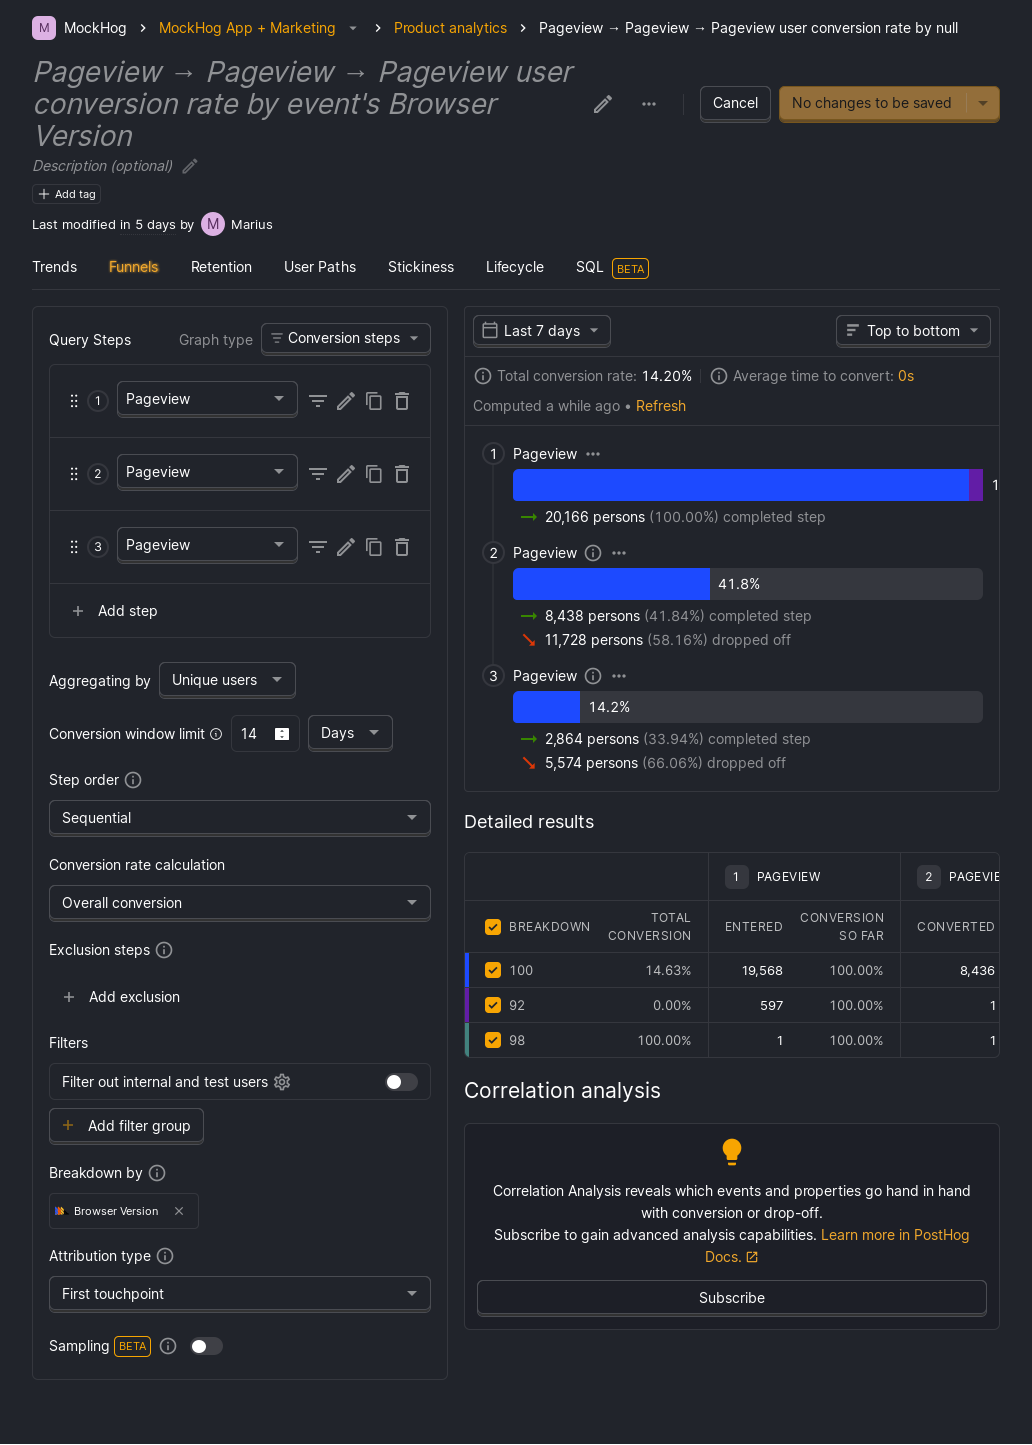 M MockHog MockHog App + Marketing Product analytics Pageview → Pageview → Pageview user conversion rate by null
Pageview → Pageview → Pageview user
conversion rate by event's Browser
Version
Cancel No changes to be saved
Description (optional)
Add tag
Last modified in 5 days by M Marius
Trends Funnels Retention User Paths Stickiness Lifecycle SQL BETA
Query Steps Graph type Conversion steps
1 Pageview
2 Pageview
3 Pageview
Add step
Aggregating by Unique users
Conversion window limit 14 Days
Step order
Sequential
Conversion rate calculation
Overall conversion
Exclusion steps
Add exclusion
Filters
Filter out internal and test users
Add filter group
Breakdown by
Browser Version
Attribution type
First touchpoint
Sampling BETA
Last 7 days Top to bottom
Total conversion rate: 14.20% Average time to convert: 0s
Computed a while ago • Refresh
1 Pageview
1
20,166 persons (100.00%) completed step
2 Pageview
41.8%
8,438 persons (41.84%) completed step
11,728 persons (58.16%) dropped off
3 Pageview
14.2%
2,864 persons (33.94%) completed step
5,574 persons (66.06%) dropped off
Detailed results
1 PAGEVIEW 2 PAGEVIE
BREAKDOWN TOTAL CONVERSION ENTERED CONVERSION SO FAR CONVERTED
100 14.63% 19,568 100.00% 8,436
92 0.00% 597 100.00% 1
98 100.00% 1 100.00% 1
Correlation analysis
Correlation Analysis reveals which events and properties go hand in hand
with conversion or drop-off.
Subscribe to gain advanced analysis capabilities. Learn more in PostHog
Docs.
Subscribe